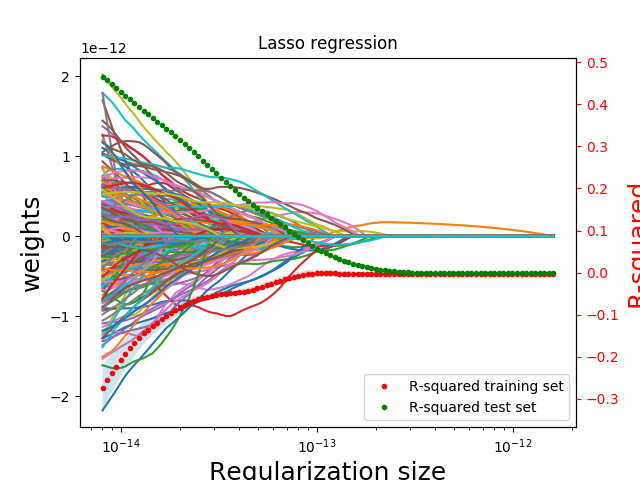 Lasso regression
1e−12
2
1
0
−1
−2
weights
0.5
0.4
0.3
0.2
0.1
0.0
−0.1
−0.2
−0.3
R-squared
R-squared training set
R-squared test set
10−14
10−13
10−12
Regularization size